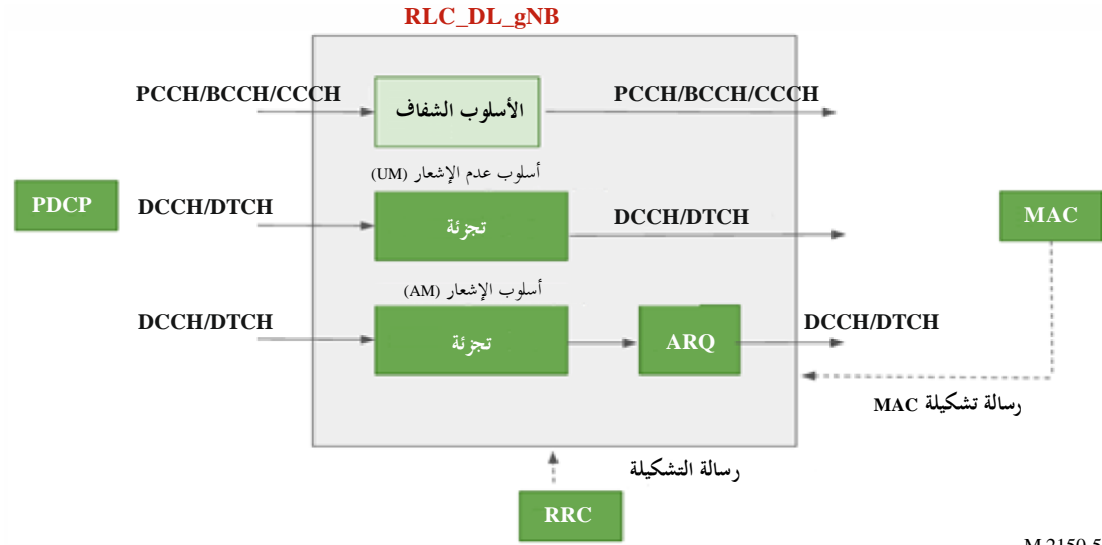 RLC_DL_gNB
PCCH/BCCH/CCCH
الأسلوب الشفاف
PCCH/BCCH/CCCH
أسلوب عدم الإشعار (UM)
PDCP
DCCH/DTCH
تجزئة
DCCH/DTCH
MAC
أسلوب الإشعار (AM)
DCCH/DTCH
تجزئة
ARQ
DCCH/DTCH
رسالة تشكيلة MAC
رسالة التشكيلة
RRC